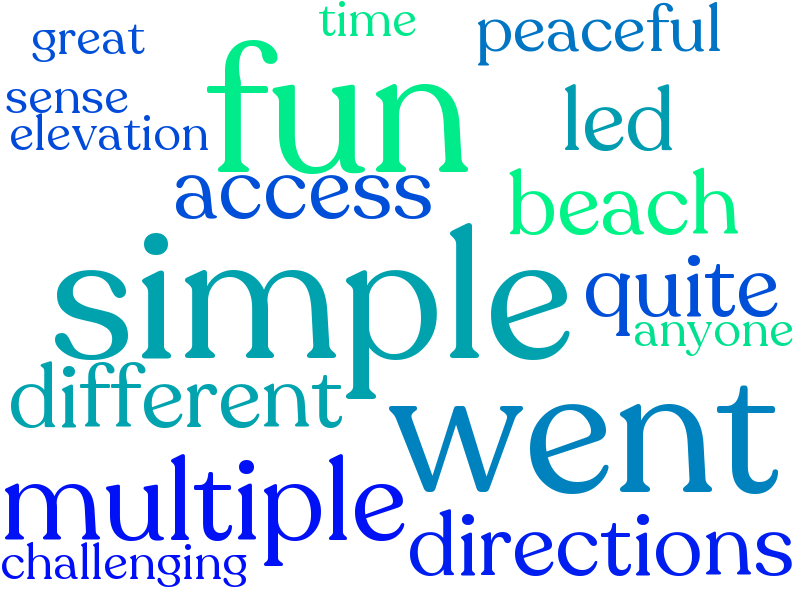 great
time
peaceful
sense
fun
led
elevation
access
beach
simple
quite
anyone
different
went
multiple
directions
challenging